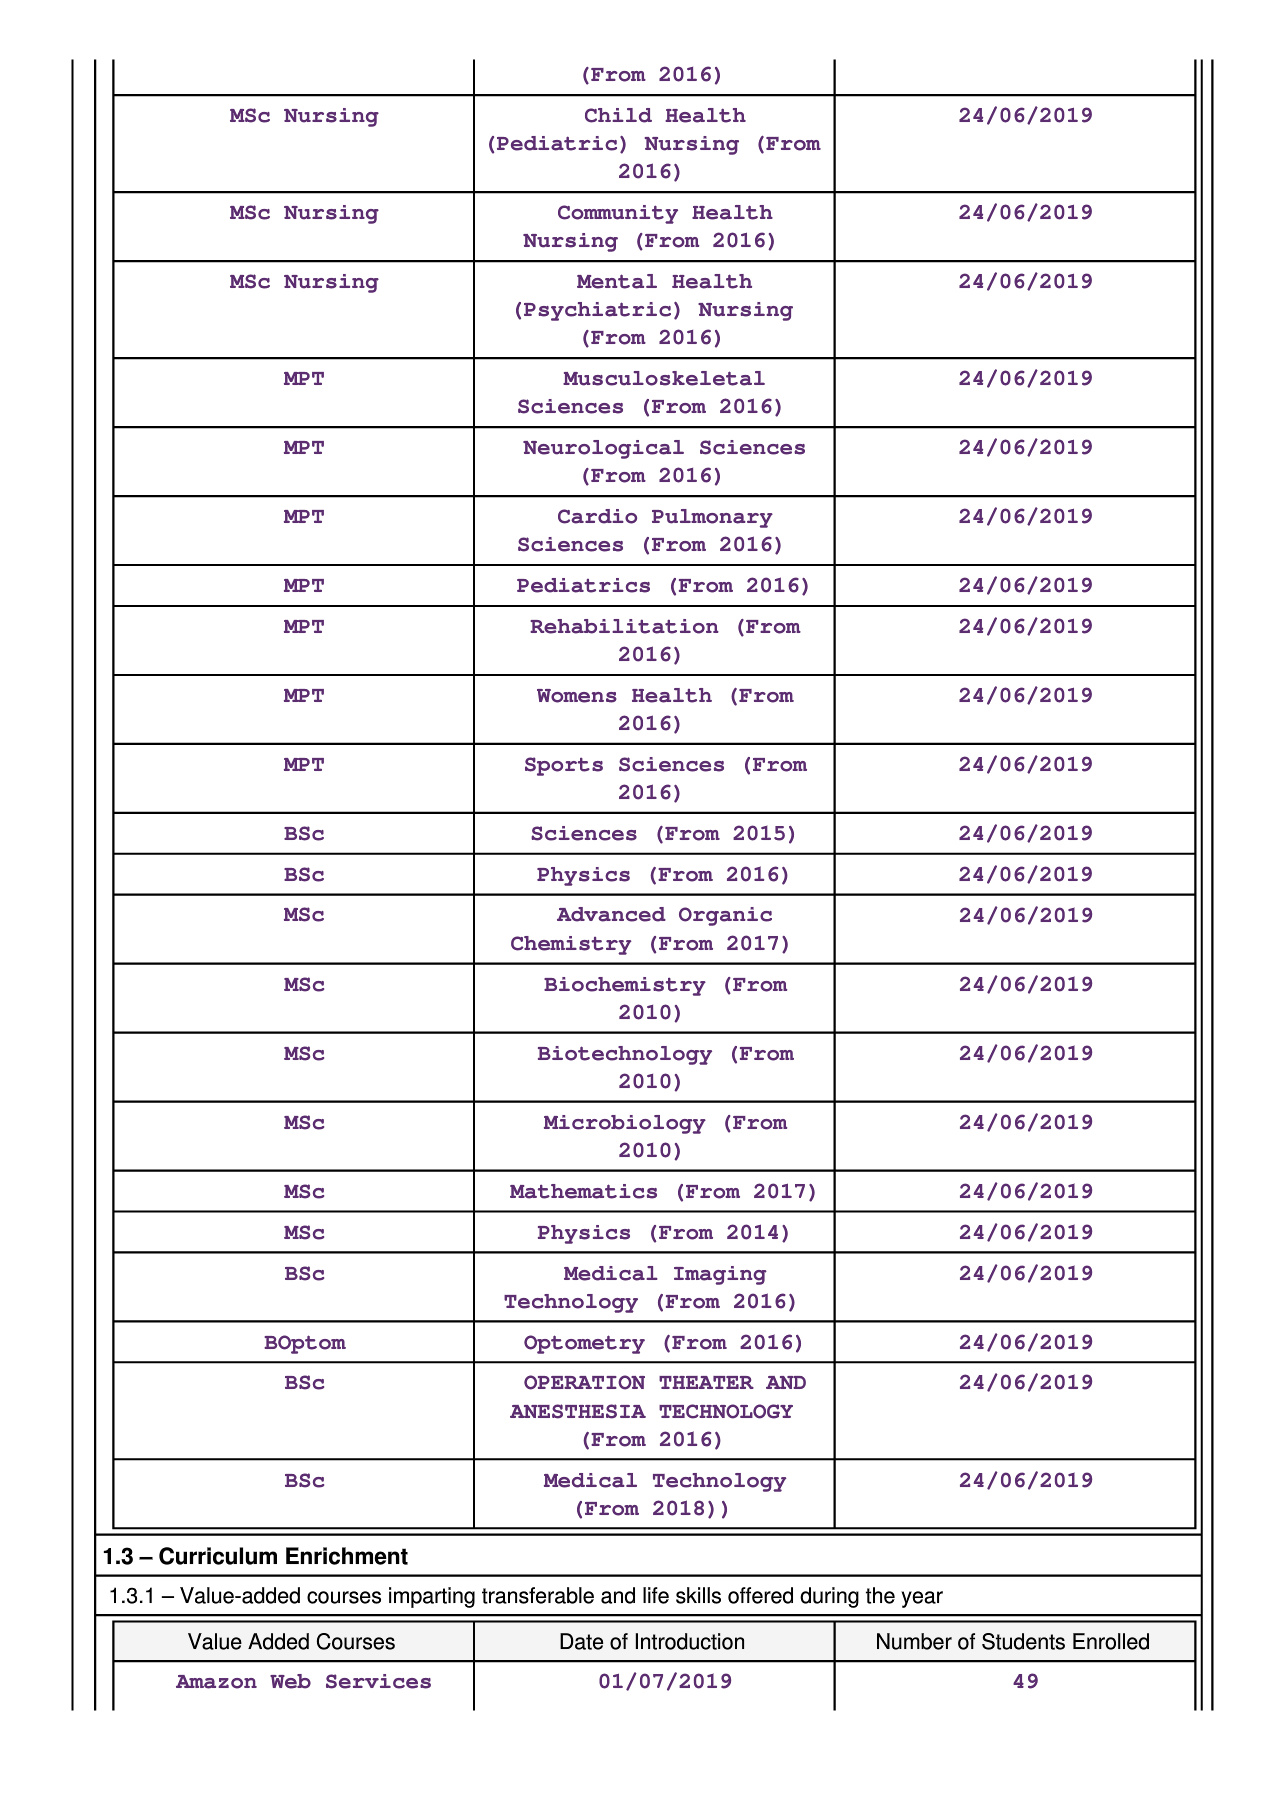 (From 2016)
MSc Nursing Child Health 24/06/2019
(Pediatric) Nursing (From
2016)
MSc Nursing Community Health 24/06/2019
Nursing (From 2016)
MSc Nursing Mental Health 24/06/2019
(Psychiatric) Nursing
(From 2016)
MPT Musculoskeletal 24/06/2019
Sciences (From 2016)
MPT Neurological Sciences 24/06/2019
(From 2016)
MPT Cardio Pulmonary 24/06/2019
Sciences (From 2016)
MPT Pediatrics (From 2016) 24/06/2019
MPT Rehabilitation (From 24/06/2019
2016)
MPT Womens Health (From 24/06/2019
2016)
MPT Sports Sciences (From 24/06/2019
2016)
BSc Sciences (From 2015) 24/06/2019
BSc Physics (From 2016) 24/06/2019
MSc Advanced Organic 24/06/2019
Chemistry (From 2017)
MSc Biochemistry (From 24/06/2019
2010)
MSc Biotechnology (From 24/06/2019
2010)
MSc Microbiology (From 24/06/2019
2010)
MSc Mathematics (From 2017) 24/06/2019
MSc Physics (From 2014) 24/06/2019
BSc Medical Imaging 24/06/2019
Technology (From 2016)
BOptom Optometry (From 2016) 24/06/2019
BSc OPERATION THEATER AND 24/06/2019
ANESTHESIA TECHNOLOGY
(From 2016)
BSc Medical Technology 24/06/2019
(From 2018))
1.3 – Curriculum Enrichment
1.3.1 – Value-added courses imparting transferable and life skills offered during the year
Value Added Courses Date of Introduction Number of Students Enrolled
Amazon Web Services 01/07/2019 49